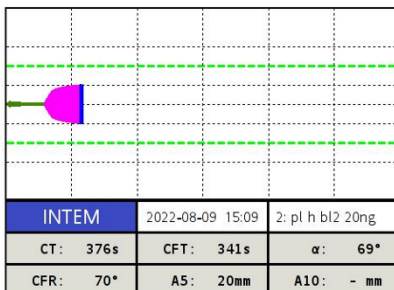 INTEM 2022-08-09 15:09 2: pl h bl2 20ng
CT: 376s CFT: 341s α: 69°
CFR: 70° A5: 20mm A10: - mm